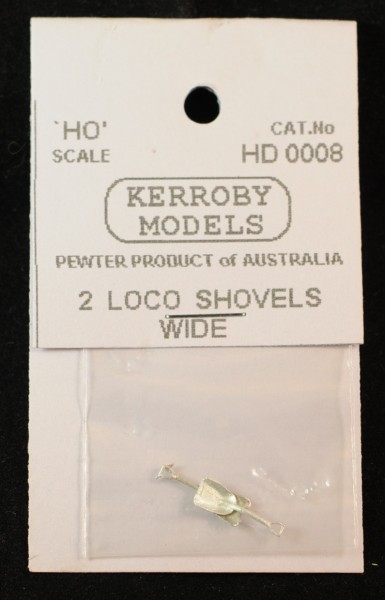 `HO'
SCALE
CAT.No
HD 0008
KERROBY
MODELS
PEWTER PRODUCT of AUSTRALIA
2 LOCO SHOVELS
WIDE